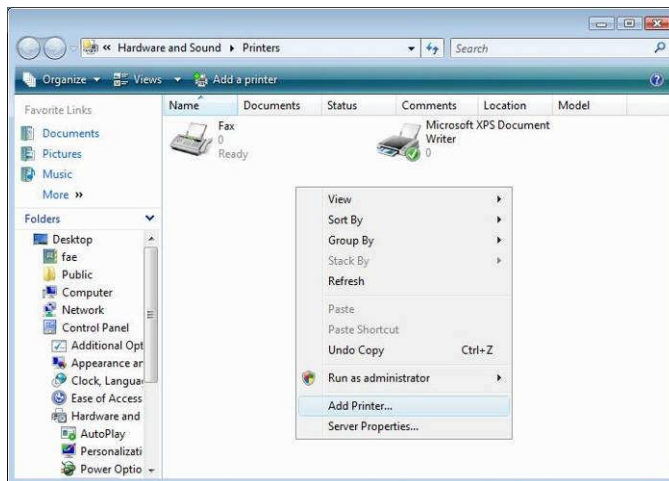 « Hardware and Sound ▸ Printers
Search
Organize Views Add a printer
Favorite Links
Documents
Pictures
Music
More »
Folders
Desktop
fae
Public
Computer
Network
Control Panel
Additional Opt
Appearance ar
Clock, Languag
Ease of Access
Hardware and
AutoPlay
Personalizati
Power Optio
Name Documents Status Comments Location Model
Fax
0
Ready
Microsoft XPS Document
Writer
0
View
Sort By
Group By
Stack By
Refresh
Paste
Paste Shortcut
Undo Copy Ctrl+Z
Run as administrator
Add Printer...
Server Properties...